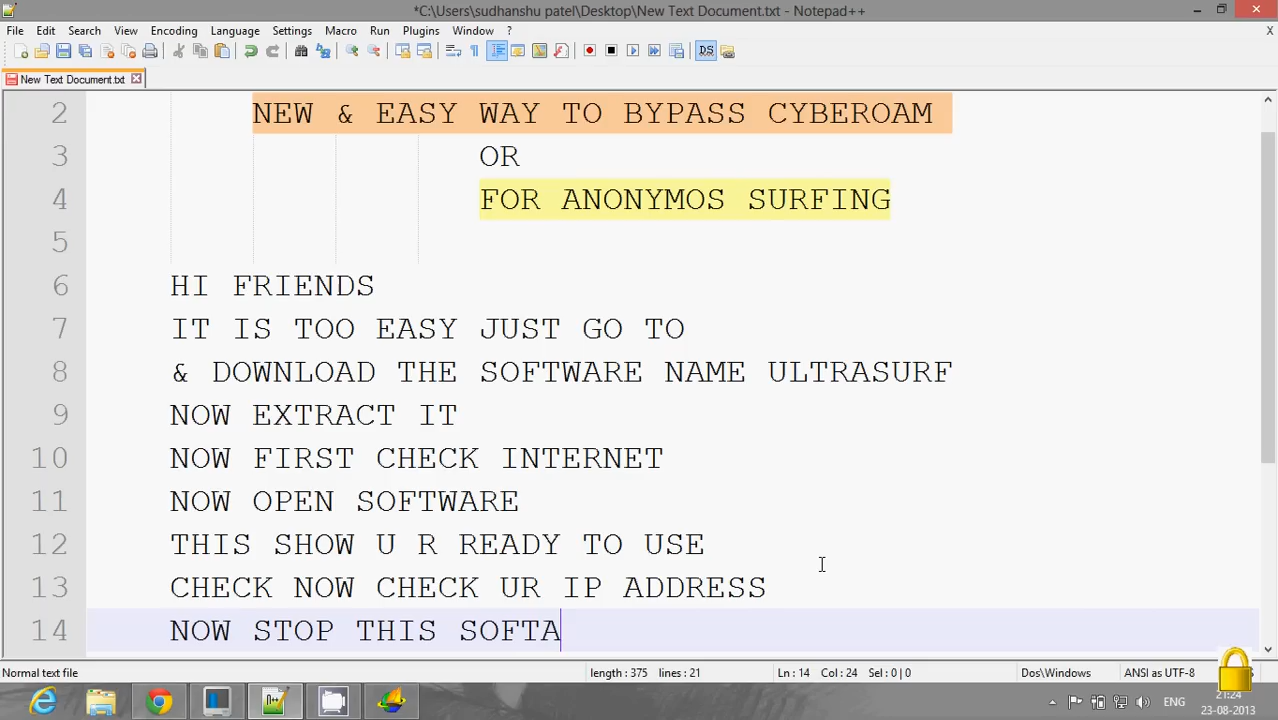 *C:\Users\sudhanshu patel\Desktop\New Text Document.txt - Notepad++
File Edit Search View Encoding Language Settings Macro Run Plugins Window ? X
New Text Document.txt
2 NEW & EASY WAY TO BYPASS CYBEROAM
3 OR
4 FOR ANONYMOS SURFING
5
6 HI FRIENDS
7 IT IS TOO EASY JUST GO TO
8 & DOWNLOAD THE SOFTWARE NAME ULTRASURF
9 NOW EXTRACT IT
10 NOW FIRST CHECK INTERNET
11 NOW OPEN SOFTWARE
12 THIS SHOW U R READY TO USE
13 CHECK NOW CHECK UR IP ADDRESS
14 NOW STOP THIS SOFTA
Normal text file length : 375 lines : 21 Ln : 14 Col : 24 Sel : 0 | 0 Dos\Windows ANSI as UTF-8
ENG 21:24
23-08-2013